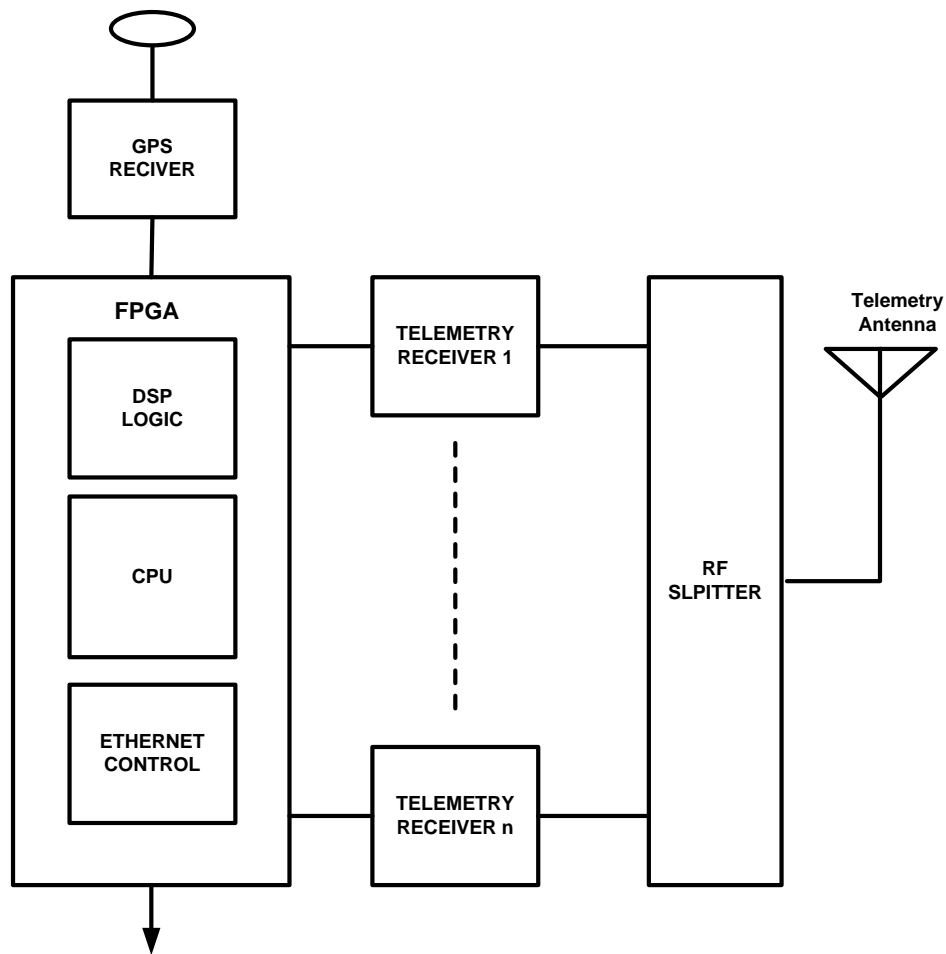 GPS
RECIVER
FPGA
DSP
LOGIC
CPU
ETHERNET
CONTROL
TELEMETRY
RECEIVER 1
TELEMETRY
RECEIVER n
RF
SLPITTER
Telemetry
Antenna